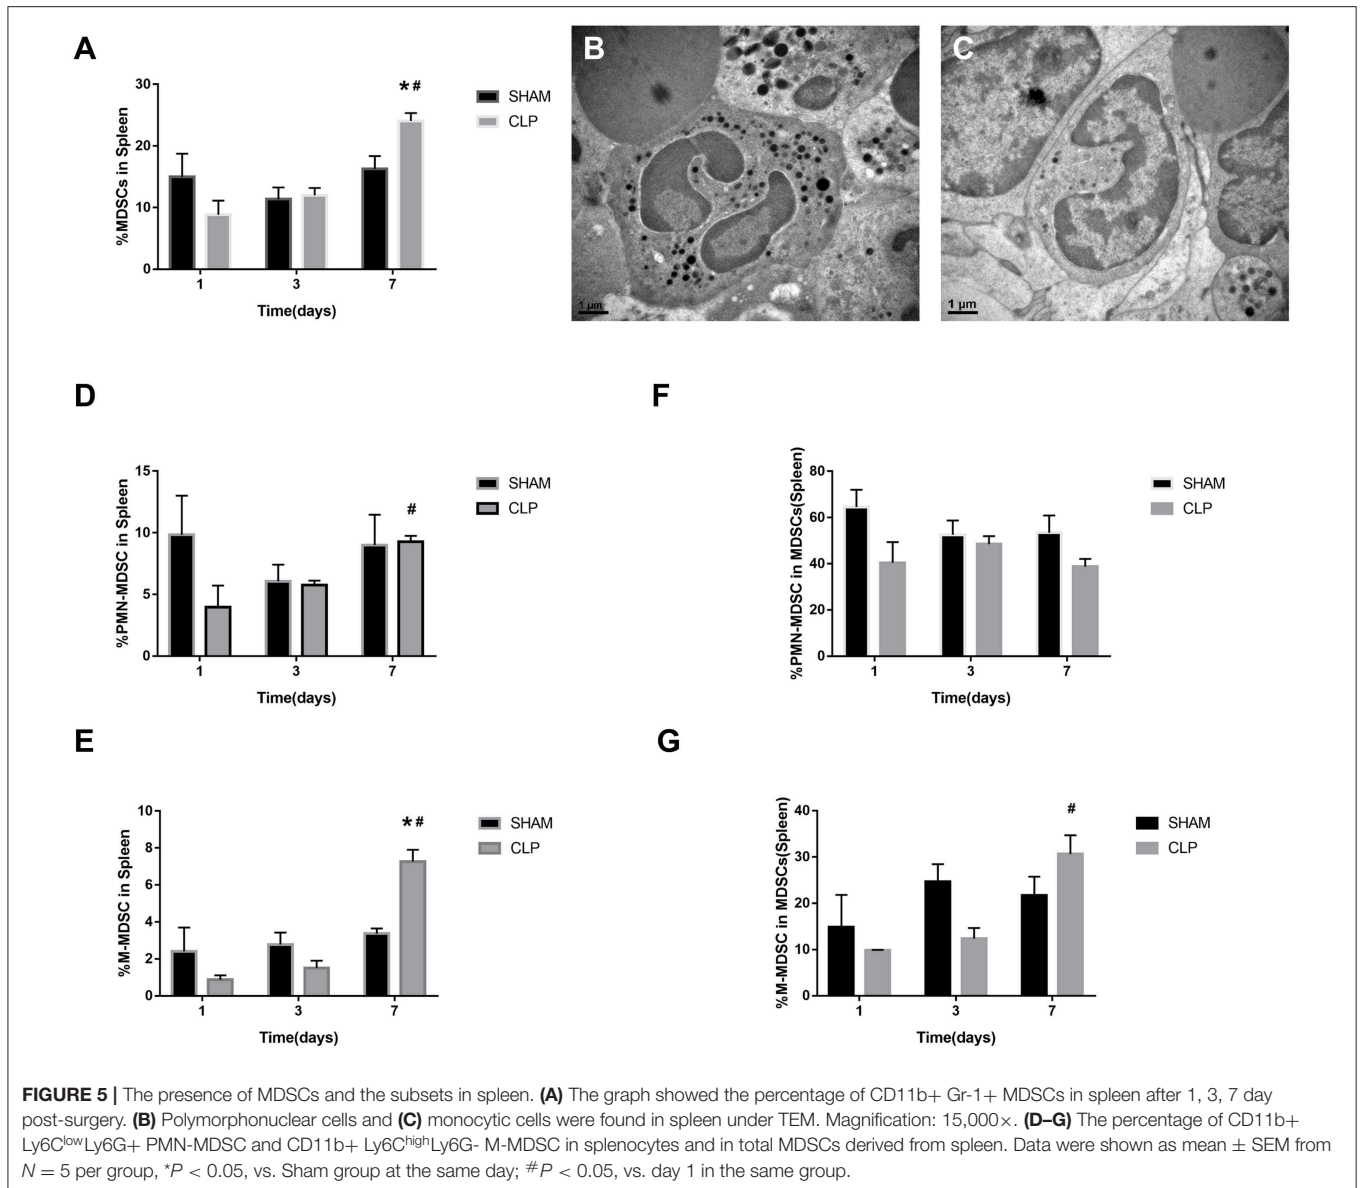 A
%MDSCs in Spleen
30
20
10
0
1 3 7
Time(days)
* #
SHAM
CLP
B
1 µm
C
1 µm
D
%PMN-MDSC in Spleen
15
10
5
0
1 3 7
Time(days)
#
SHAM
CLP
F
%PMN-MDSC in MDSCs(Spleen)
80
60
40
20
0
1 3 7
Time(days)
SHAM
CLP
E
%M-MDSC in Spleen
10
8
6
4
2
0
1 3 7
Time(days)
* #
SHAM
CLP
G
%M-MDSC in MDSCs(Spleen)
40
30
20
10
0
1 3 7
Time(days)
#
SHAM
CLP
FIGURE 5 | The presence of MDSCs and the subsets in spleen. (A) The graph showed the percentage of CD11b+ Gr-1+ MDSCs in spleen after 1, 3, 7 day
post-surgery. (B) Polymorphonuclear cells and (C) monocytic cells were found in spleen under TEM. Magnification: 15,000×. (D–G) The percentage of CD11b+
Ly6C^low Ly6G+ PMN-MDSC and CD11b+ Ly6C^high Ly6G- M-MDSC in splenocytes and in total MDSCs derived from spleen. Data were shown as mean ± SEM from
N = 5 per group, *P < 0.05, vs. Sham group at the same day; #P < 0.05, vs. day 1 in the same group.